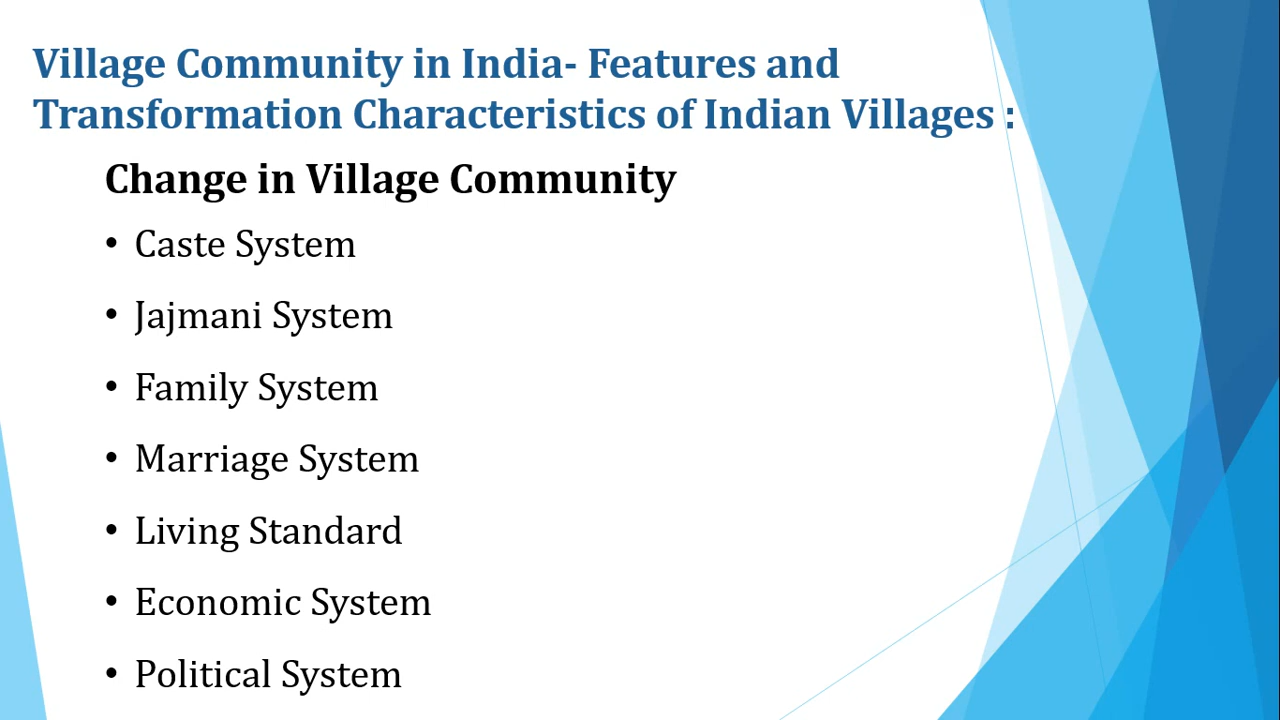 Village Community in India- Features and
Transformation Characteristics of Indian Villages :
Change in Village Community
• Caste System
• Jajmani System
• Family System
• Marriage System
• Living Standard
• Economic System
• Political System